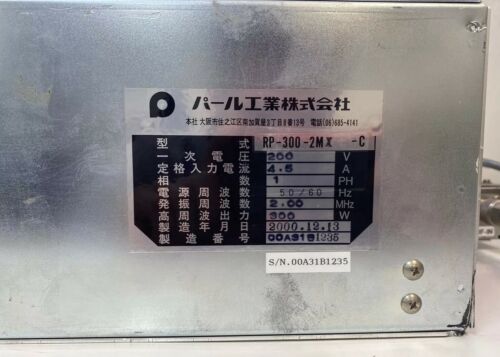 パール工業株式会社
本社 大阪市住之江区南加賀屋3丁目8番13号 電話(06)685-4141
型式 RP-300-2MX -C
一次電圧 200 V
定格入力電流 4.5 A
相数 1 PH
電源周波数 50/60 Hz
発振周波数 2.00 MHz
高周波出力 300 W
製造年月日 2000.12.13
製造番号 00A31B1235
S/N.00A31B1235